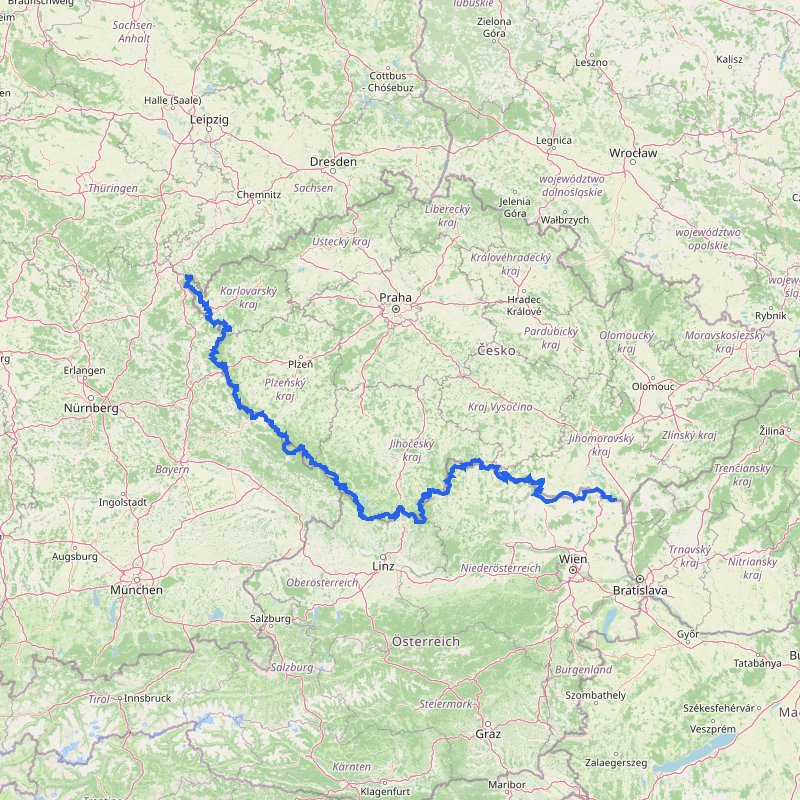 Braunschweig
Zielona
Góra
lubuskie
Leszno
Kalisz
Sachsen-
Anhalt
Cottbus
- Chóśebuz
Halle (Saale)
Leipzig
Legnica
Wrocław
Dresden
województwo
dolnośląskie
Thüringen
Chemnitz
Sachsen
Jelenia
Góra
Wałbrzych
Liberecký
kraj
województwo
opolskie
Ústecký kraj
Královéhradecký
kraj
Karlovarský
kraj
Praha
Hradec
Králové
Rybnik
Pardubický
kraj
Olomoucký
kraj
Moravskoslezský
kraj
Česko
Plzeň
Erlangen
Plzeňský
kraj
Olomouc
Nürnberg
Kraj Vysočina
Žilina
Jihočeský
kraj
Jihomoravský
kraj
Zlínský kraj
Bayern
Trenčiansky
kraj
Ingolstadt
Augsburg
Linz
Niederösterreich
Wien
Trnavský
kraj
Nitriansky
kraj
München
Oberösterreich
Bratislava
Salzburg
Győr
Österreich
Tatabánya
Salzburg
Burgenland
Tirol
Innsbruck
Szombathely
Steiermark
Székesfehérvár
Veszprém
Graz
Zalaegerszeg
Kärnten
Klagenfurt
Maribor